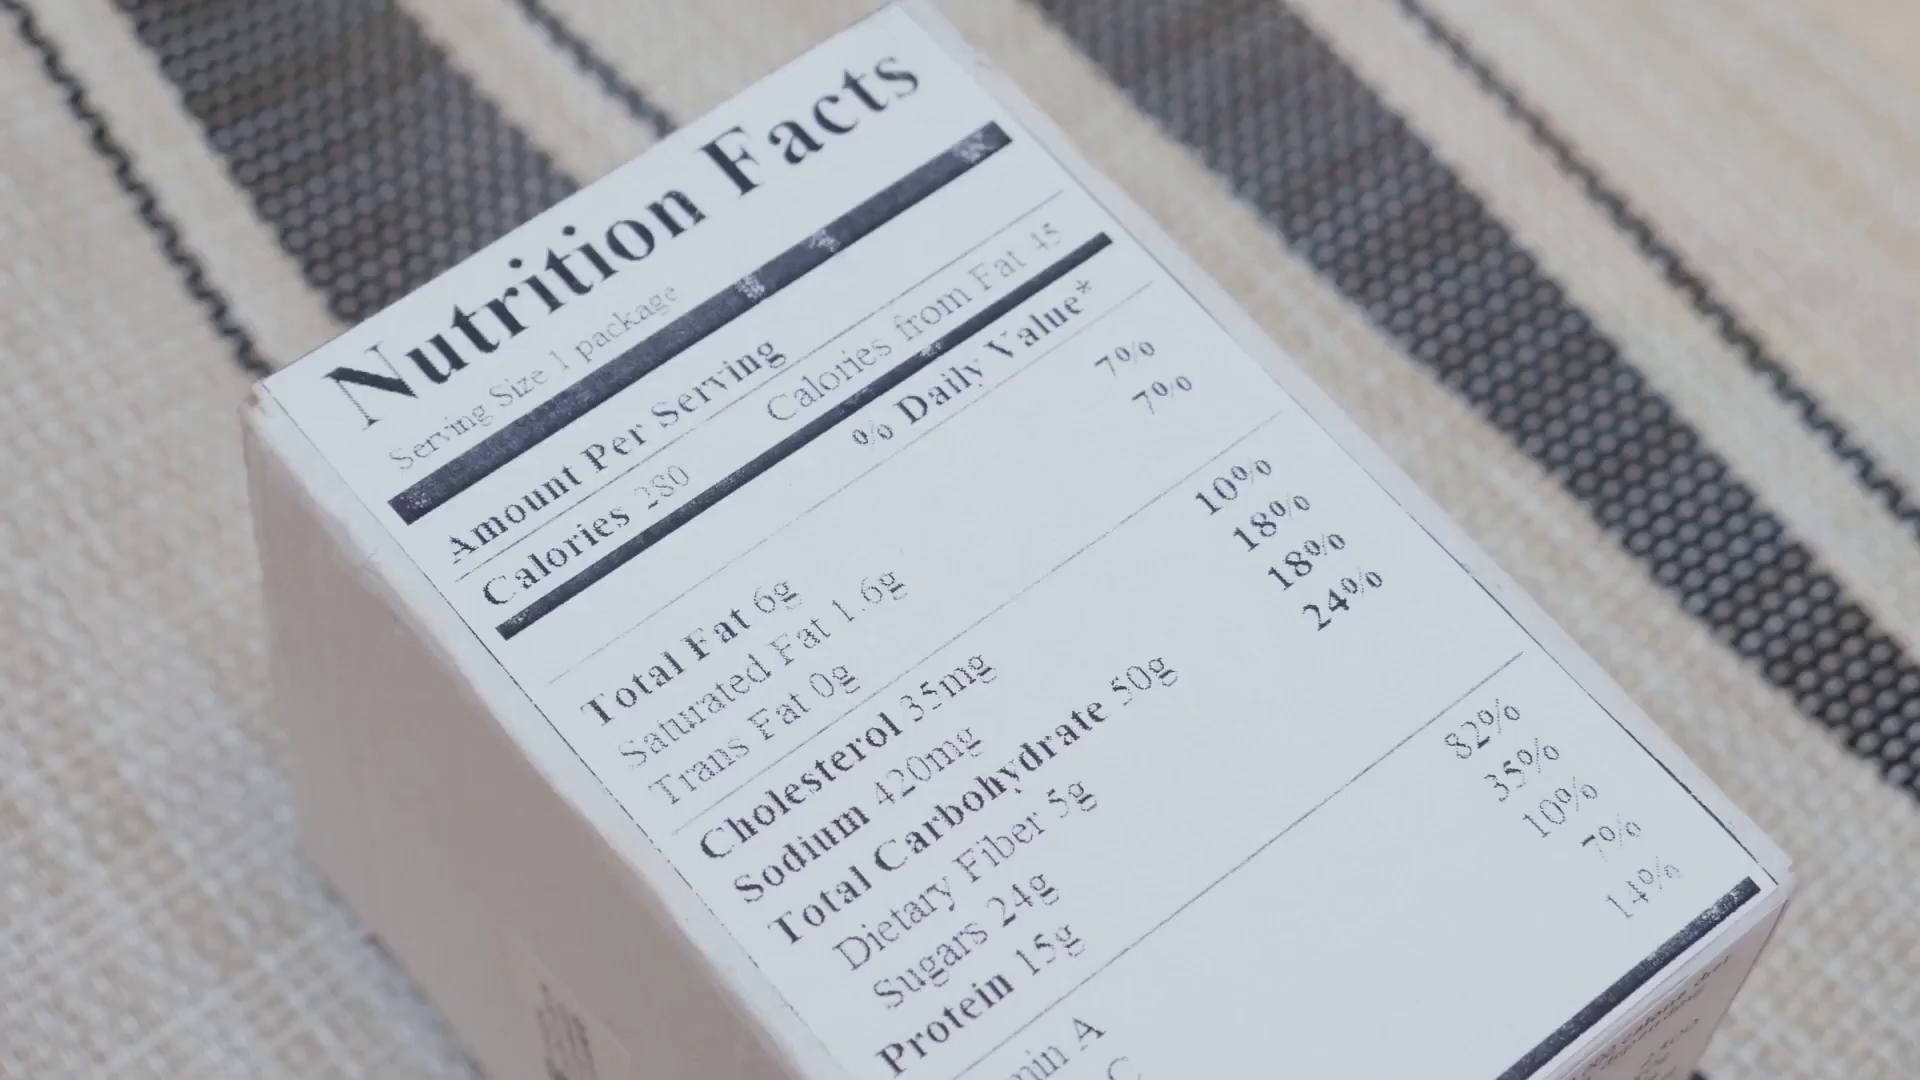 Nutrition Facts
Serving Size 1 package
Amount Per Serving
Calories 280 Calories from Fat 45
% Daily Value*
Total Fat 6g 7%
Saturated Fat 1.6g 7%
Trans Fat 0g
Cholesterol 35mg 10%
Sodium 420mg 18%
Total Carbohydrate 50g 18%
Dietary Fiber 5g 24%
Sugars 24g
Protein 15g
82%
A 35%
C 10%
7%
14%
calorie diet